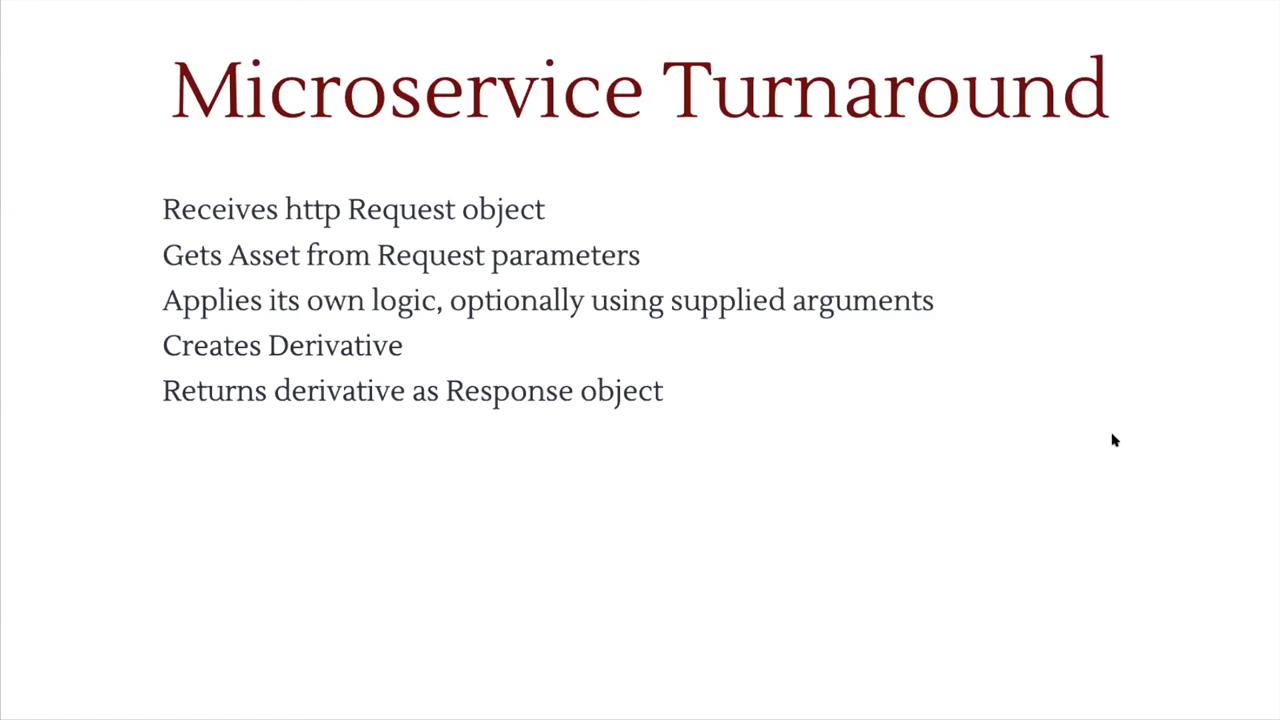 Microservice Turnaround
Receives http Request object
Gets Asset from Request parameters
Applies its own logic, optionally using supplied arguments
Creates Derivative
Returns derivative as Response object